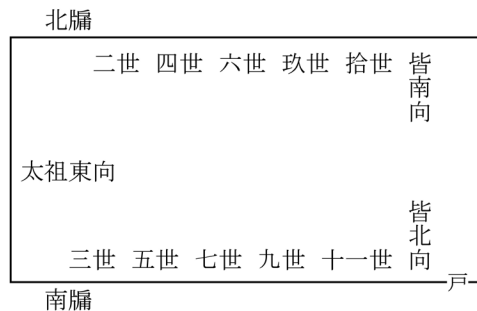 北牖
二世 四世 六世 玖世 拾世 皆南向
太祖東向
三世 五世 七世 九世 十一世 皆北向
戸
南牖